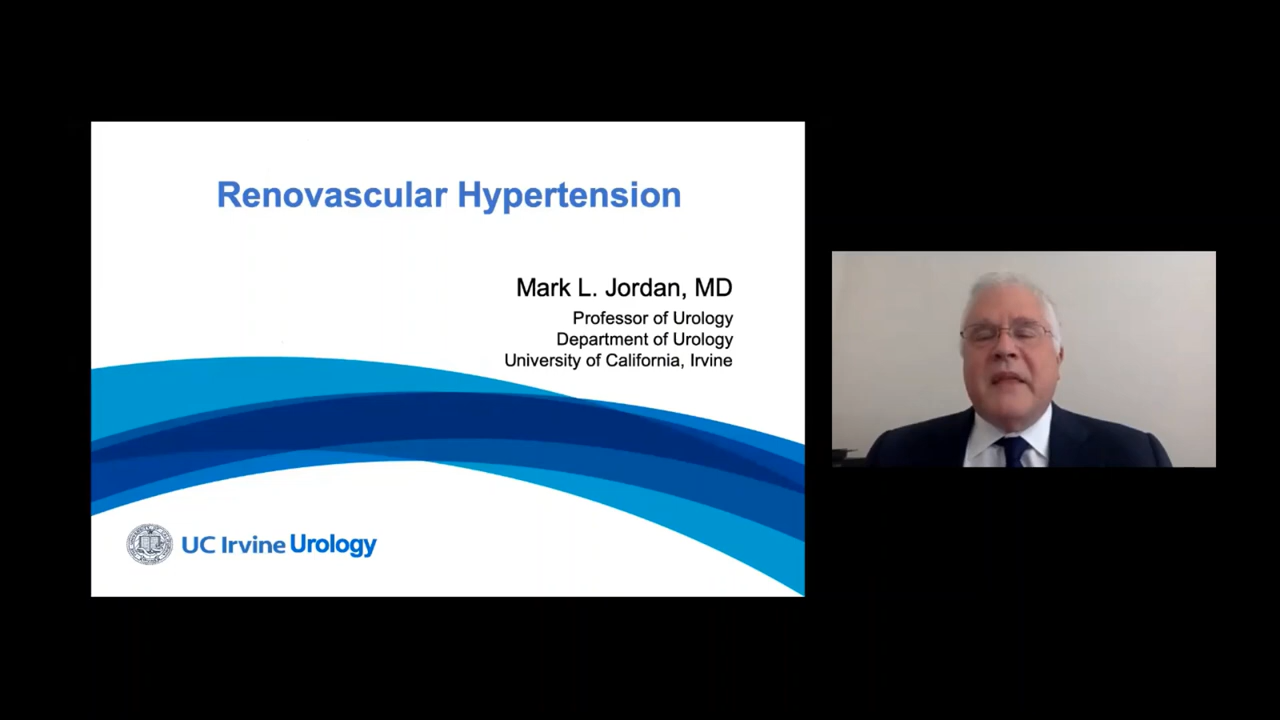 Renovascular Hypertension
Mark L. Jordan, MD
Professor of Urology
Department of Urology
University of California, Irvine
UC Irvine Urology